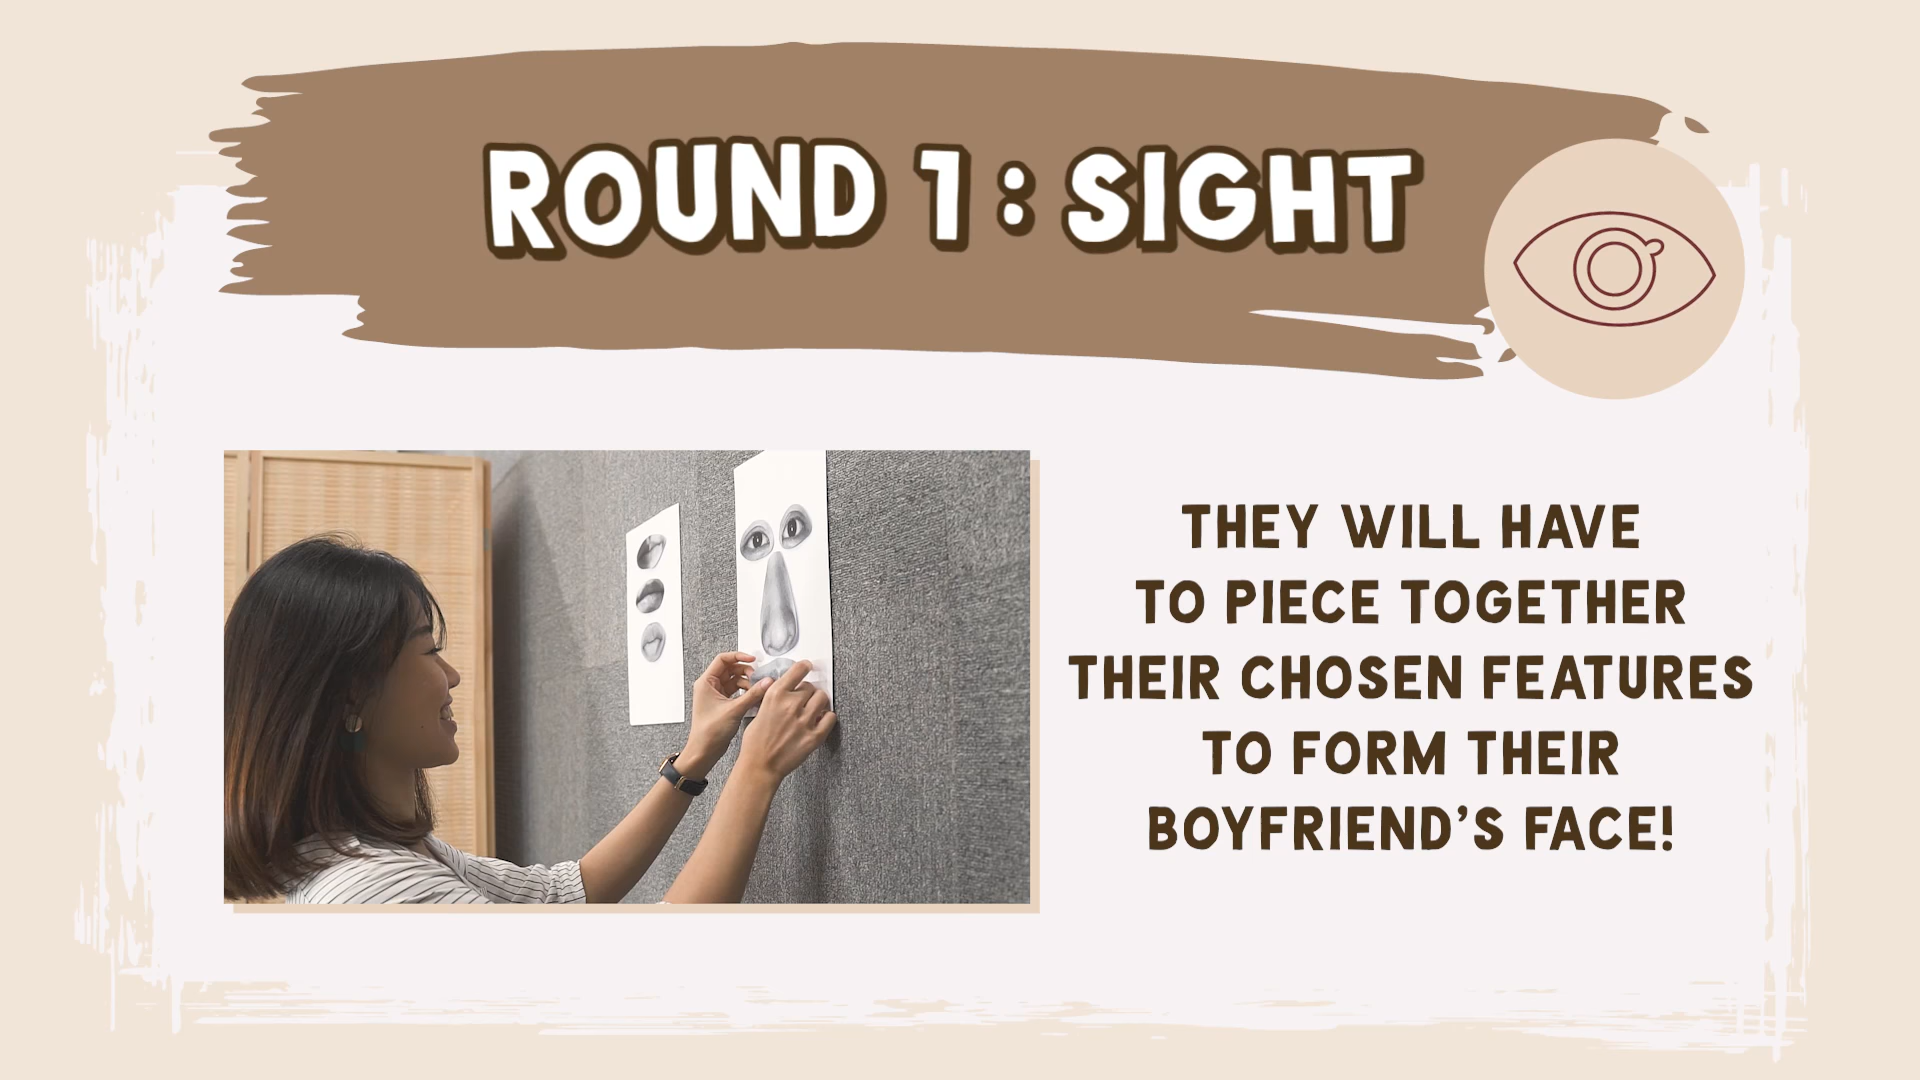 ROUND 1 : SIGHT
THEY WILL HAVE
TO PIECE TOGETHER
THEIR CHOSEN FEATURES
TO FORM THEIR
BOYFRIEND'S FACE!